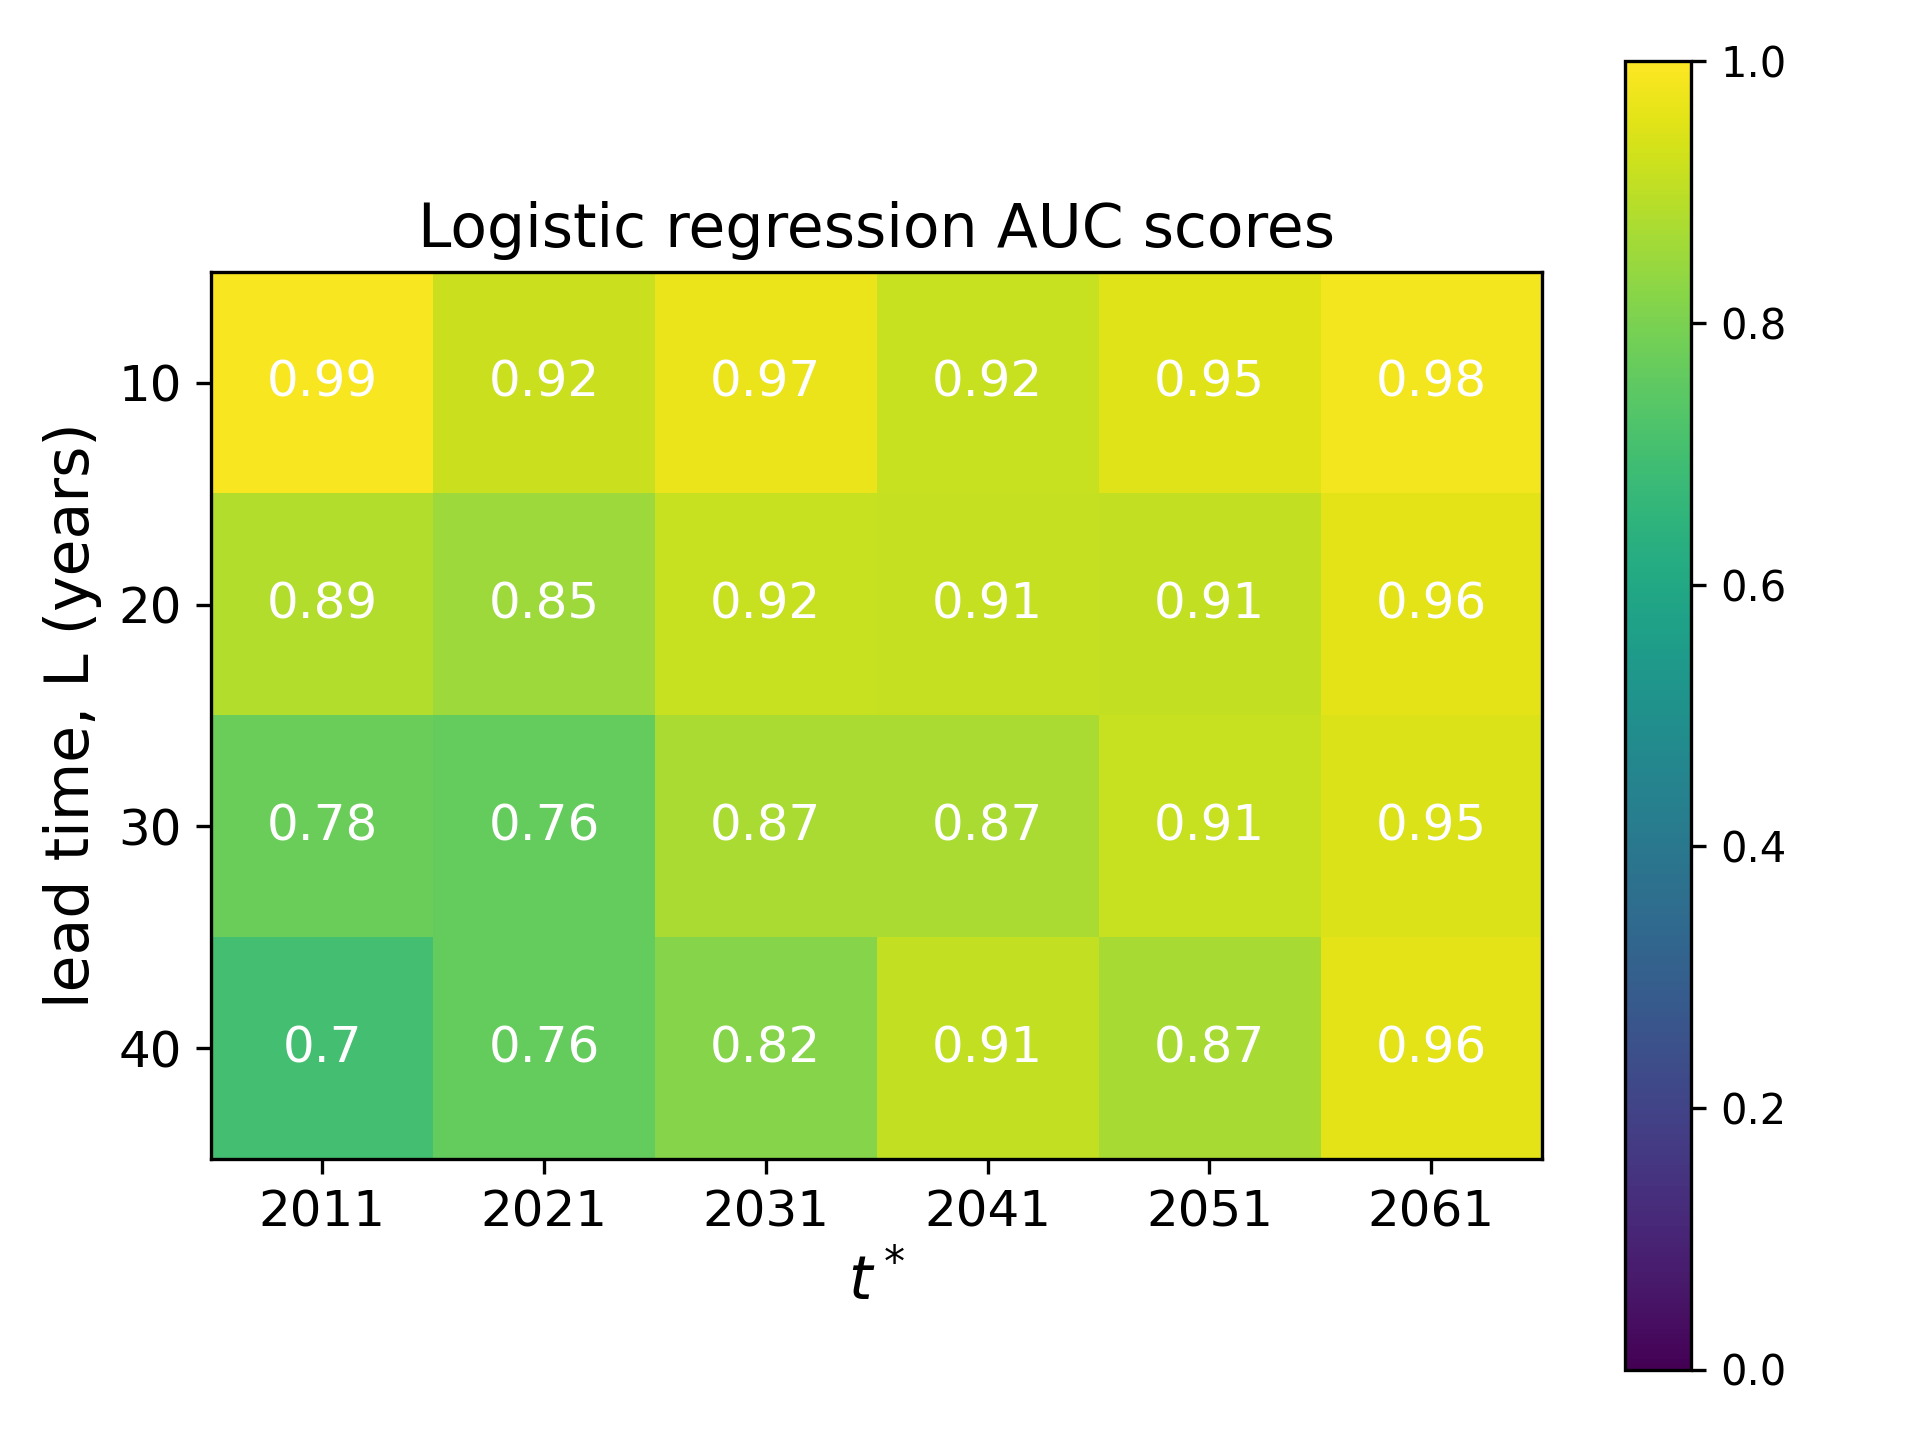 Logistic regression AUC scores
lead time, L (years)
10 0.99 0.92 0.97 0.92 0.95 0.98
20 0.89 0.85 0.92 0.91 0.91 0.96
30 0.78 0.76 0.87 0.87 0.91 0.95
40 0.7 0.76 0.82 0.91 0.87 0.96
2011 2021 2031 2041 2051 2061
t*
1.0
0.8
0.6
0.4
0.2
0.0